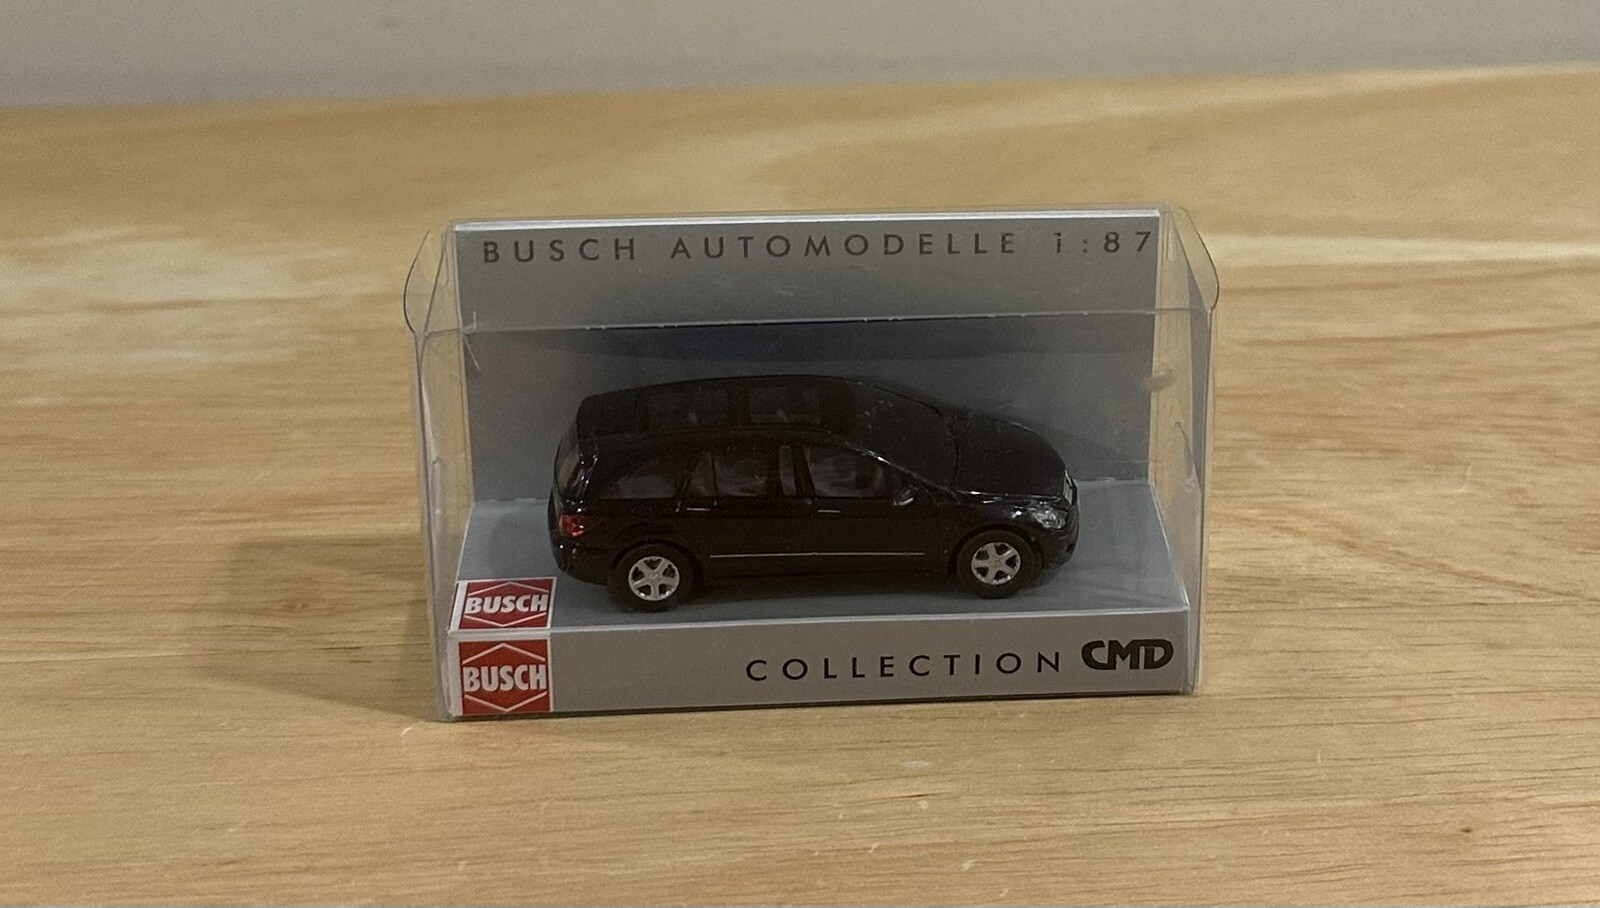 BUSCH AUTOMODELLE 1:87
BUSCH
BUSCH
COLLECTION CMD